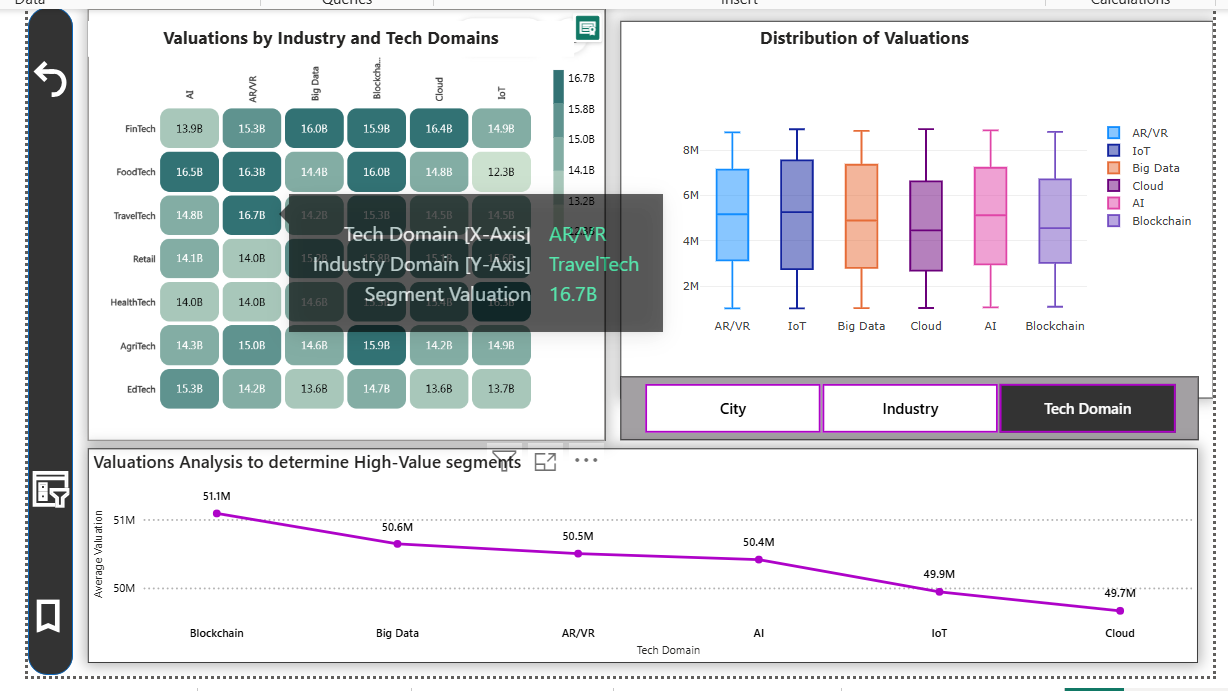 Data Queries Insert Calculations
Valuations by Industry and Tech Domains
AI AR/VR Big Data Blockcha... Cloud IoT
FinTech 13.9B 15.3B 16.0B 15.9B 16.4B 14.9B
FoodTech 16.5B 16.3B 14.4B 16.0B 14.8B 12.3B
TravelTech 14.8B 16.7B 14.2B 15.3B 14.5B 14.5B
Retail 14.1B 14.0B
HealthTech 14.0B 14.0B 14.6B
AgriTech 14.3B 15.0B 14.6B 15.9B 14.2B 14.9B
EdTech 15.3B 14.2B 13.6B 14.7B 13.6B 13.7B
16.7B
15.8B
15.0B
14.1B
13.2B
Tech Domain [X-Axis] AR/VR
Industry Domain [Y-Axis] TravelTech
Segment Valuation 16.7B
Distribution of Valuations
8M
6M
4M
2M
AR/VR IoT Big Data Cloud AI Blockchain
AR/VR
IoT
Big Data
Cloud
AI
Blockchain
City Industry Tech Domain
Valuations Analysis to determine High-Value segments
Average Valuation
51M
50M
51.1M
50.6M
50.5M
50.4M
49.9M
49.7M
Blockchain Big Data AR/VR AI IoT Cloud
Tech Domain